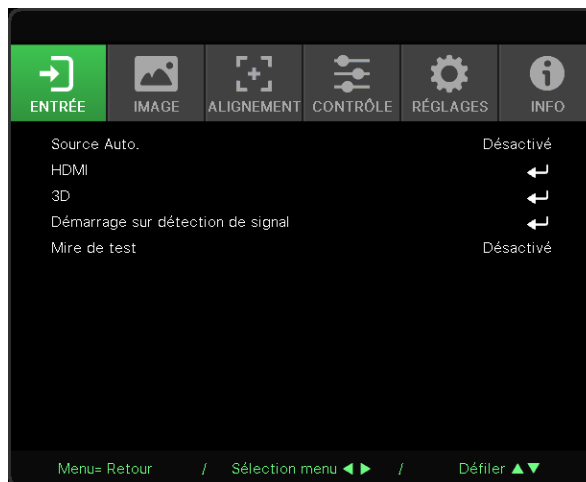 ENTRÉE IMAGE ALIGNEMENT CONTRÔLE RÉGLAGES INFO
Source Auto. Désactivé
HDMI
3D
Démarrage sur détection de signal
Mire de test Désactivé
Menu= Retour / Sélection menu ◀ ▶ / Défiler ▲▼